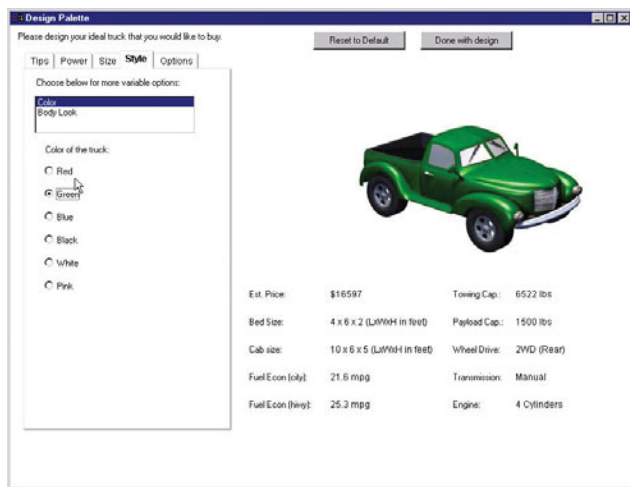 Design Palette
Please design your ideal truck that you would like to buy.
Reset to Default
Done with design
Tips Power Size Style Options
Choose below for more variable options:
Color
Body Look
Color of the truck:
Red
Green
Blue
Black
White
Pink
Est. Price: $16597 Towing Cap.: 6522 lbs
Bed Size: 4 x 6 x 2 (LxWxH in feet) Payload Cap.: 1500 lbs
Cab size: 10 x 6 x 5 (LxWxH in feet) Wheel Drive: 2WD (Rear)
Fuel Econ (city): 21.6 mpg Transmission: Manual
Fuel Econ (hiwy): 25.3 mpg Engine: 4 Cylinders